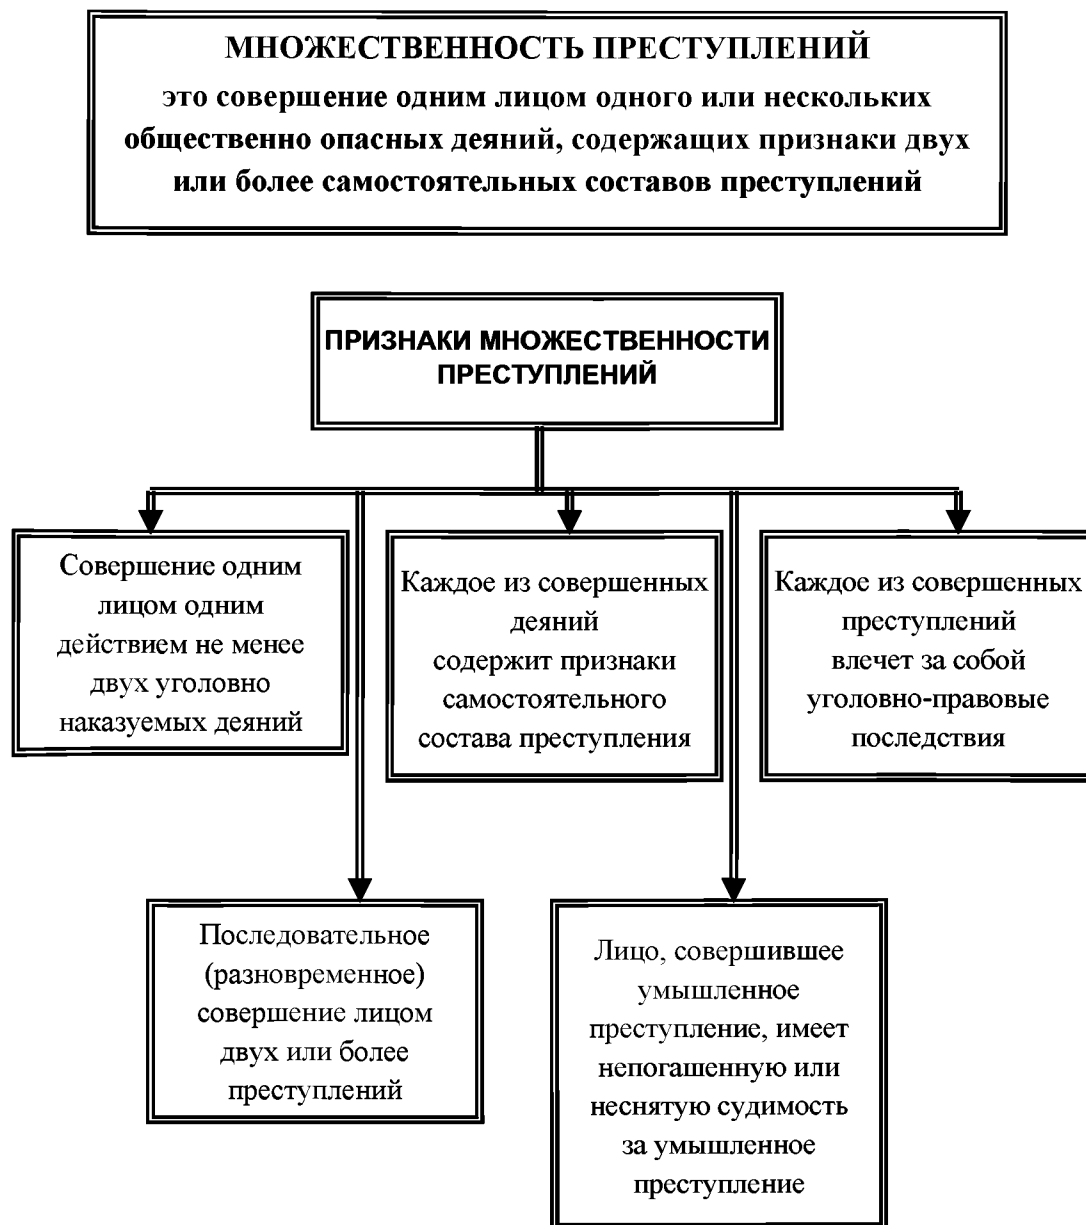 МНОЖЕСТВЕННОСТЬ ПРЕСТУПЛЕНИЙ
это совершение одним лицом одного или нескольких
общественно опасных деяний, содержащих признаки двух
или более самостоятельных составов преступлений
ПРИЗНАКИ МНОЖЕСТВЕННОСТИ
ПРЕСТУПЛЕНИЙ
Совершение одним
лицом одним
действием не менее
двух уголовно
наказуемых деяний
Каждое из совершенных
деяний
содержит признаки
самостоятельного
состава преступления
Каждое из совершенных
преступлений
влечет за собой
уголовно-правовые
последствия
Последовательное
(разновременное)
совершение лицом
двух или более
преступлений
Лицо, совершившее
умышленное
преступление, имеет
непогашенную или
неснятую судимость
за умышленное
преступление